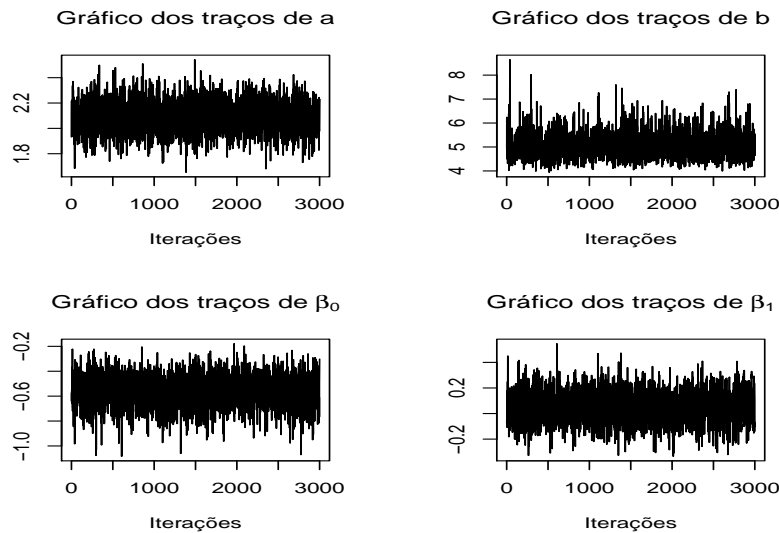 Gráfico dos traços de a
Gráfico dos traços de b
1.8 2.2
4 5 6 7 8
0 1000 2000 3000
0 1000 2000 3000
Iterações
Iterações
Gráfico dos traços de β₀
Gráfico dos traços de β₁
−1.0 −0.6 −0.2
−0.2 0.2
0 1000 2000 3000
0 1000 2000 3000
Iterações
Iterações